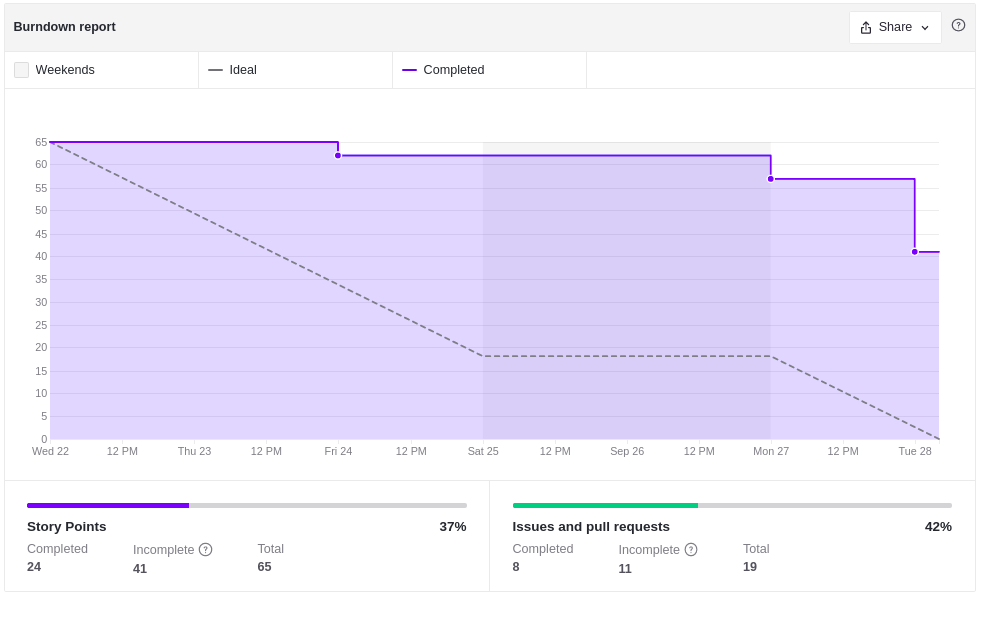 Burndown report
Share
Weekends
Ideal
Completed
65
60
55
50
45
40
35
30
25
20
15
10
5
0
Wed 22 12 PM Thu 23 12 PM Fri 24 12 PM Sat 25 12 PM Sep 26 12 PM Mon 27 12 PM Tue 28
Story Points 37%
Completed Incomplete ? Total
24 41 65
Issues and pull requests 42%
Completed Incomplete ? Total
8 11 19